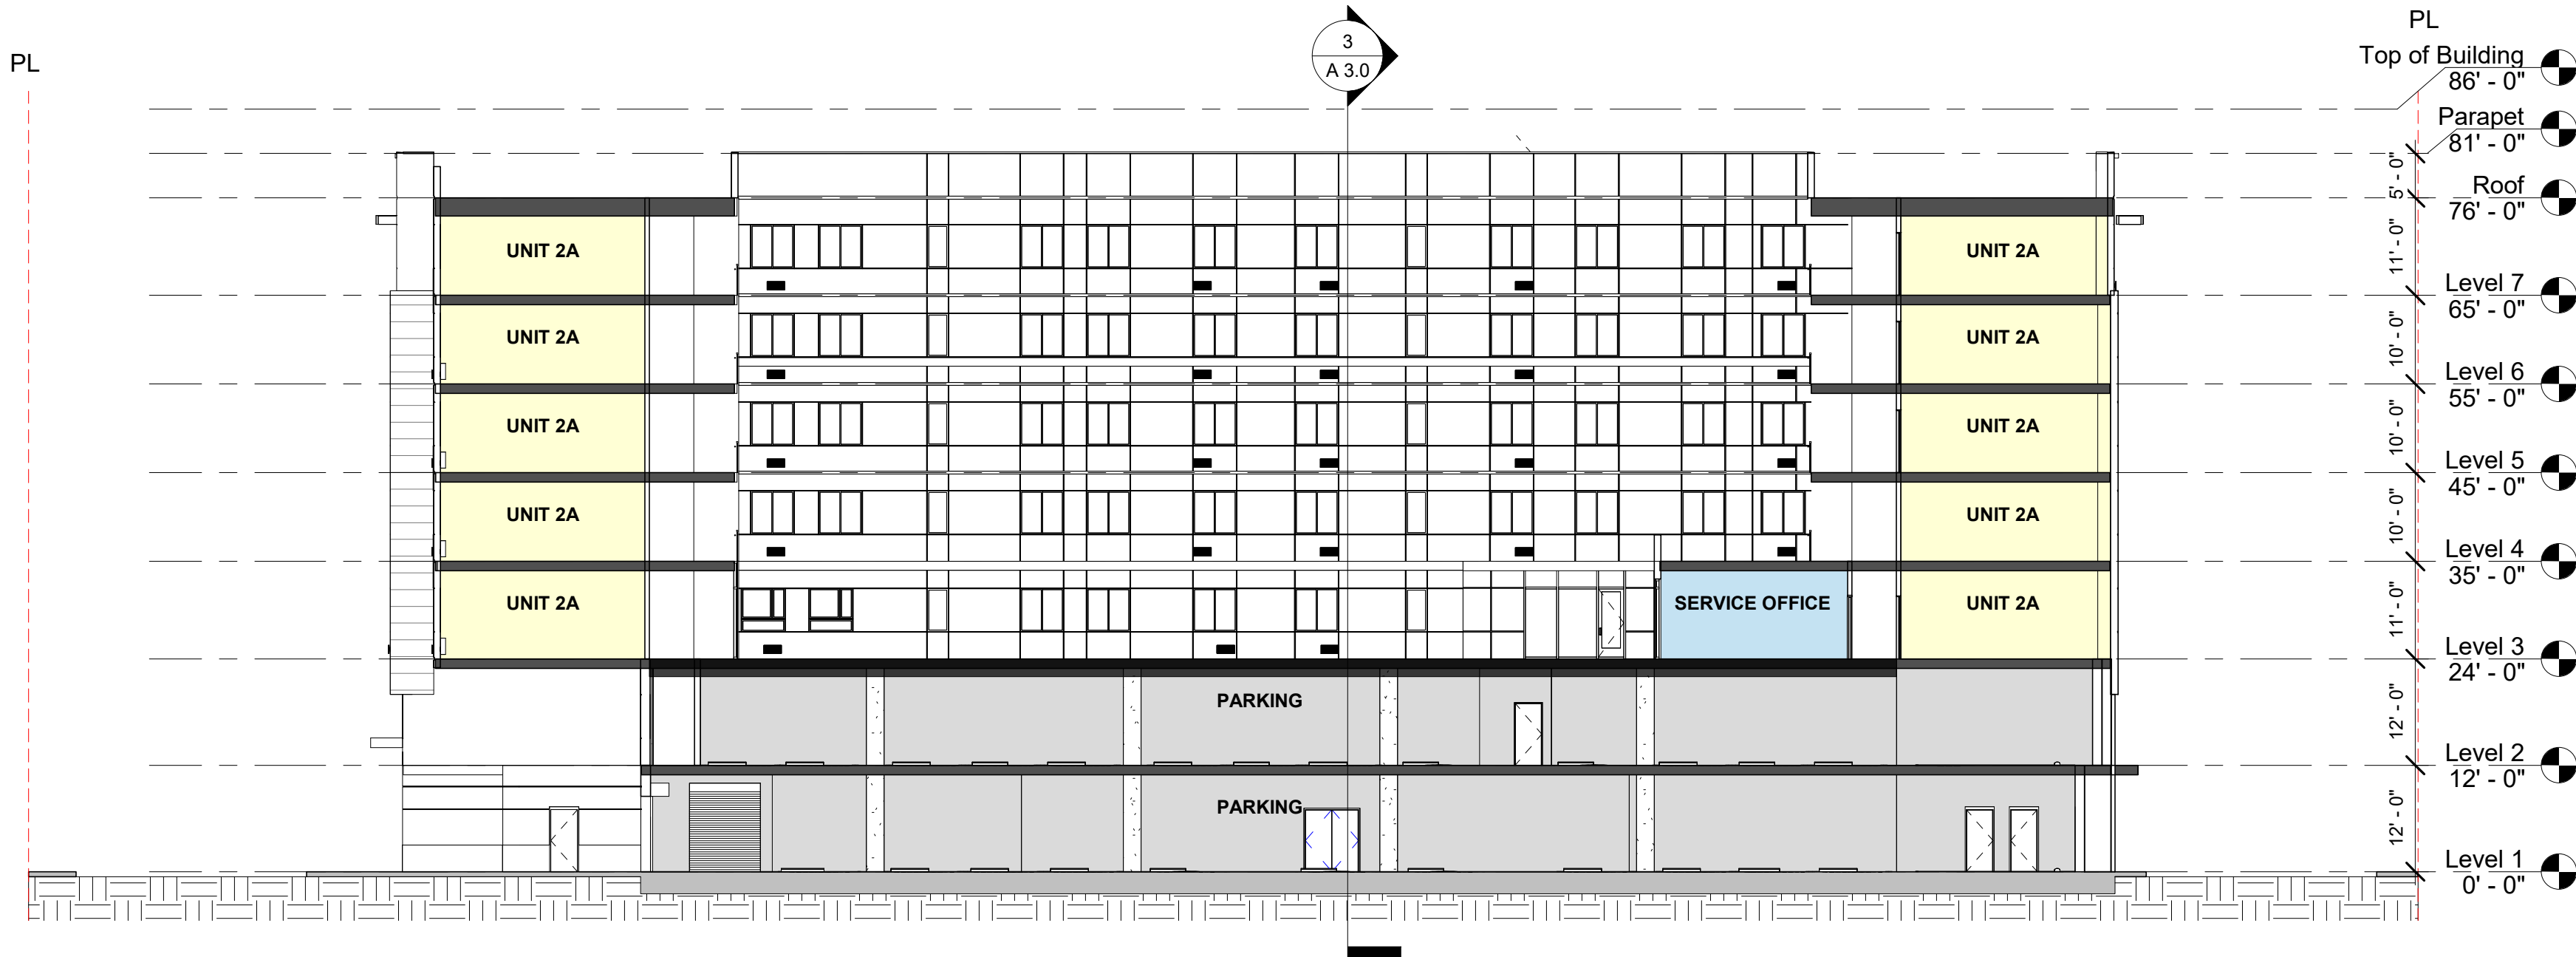 PL
3
A 3.0
PL
Top of Building
86' - 0"
Parapet
81' - 0"
5' - 0"
Roof
76' - 0"
UNIT 2A
UNIT 2A
11' - 0"
Level 7
65' - 0"
UNIT 2A
UNIT 2A
10' - 0"
Level 6
55' - 0"
UNIT 2A
UNIT 2A
10' - 0"
Level 5
45' - 0"
UNIT 2A
UNIT 2A
10' - 0"
Level 4
35' - 0"
UNIT 2A
SERVICE OFFICE
UNIT 2A
11' - 0"
Level 3
24' - 0"
PARKING
12' - 0"
Level 2
12' - 0"
PARKING
12' - 0"
Level 1
0' - 0"